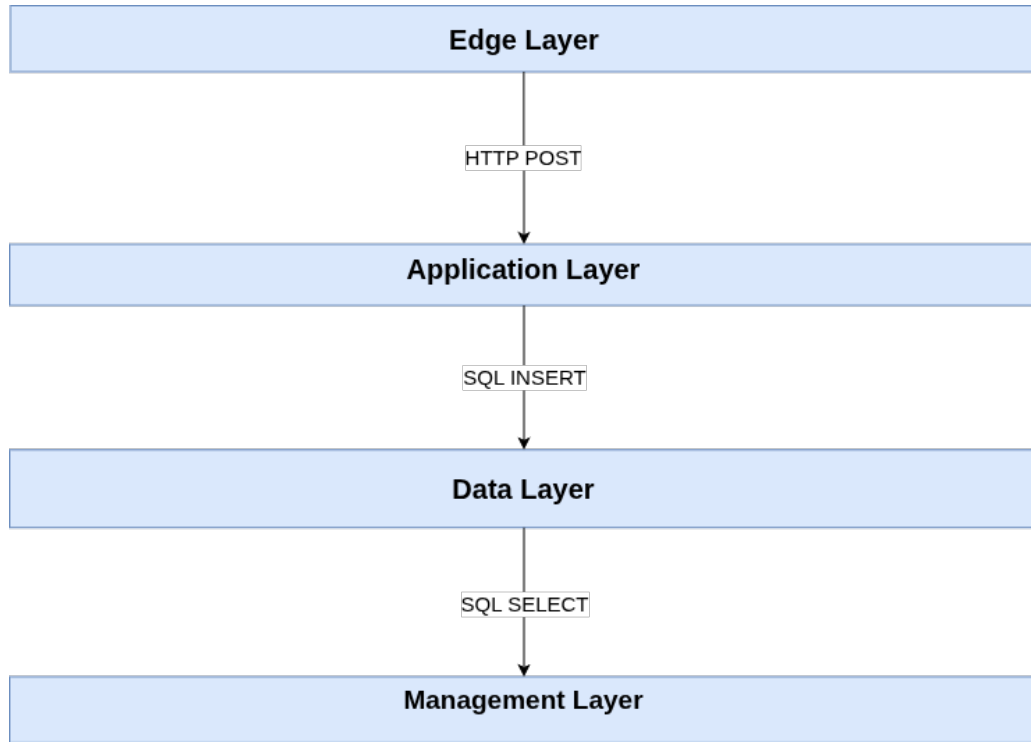 Edge Layer
HTTP POST
Application Layer
SQL INSERT
Data Layer
SQL SELECT
Management Layer